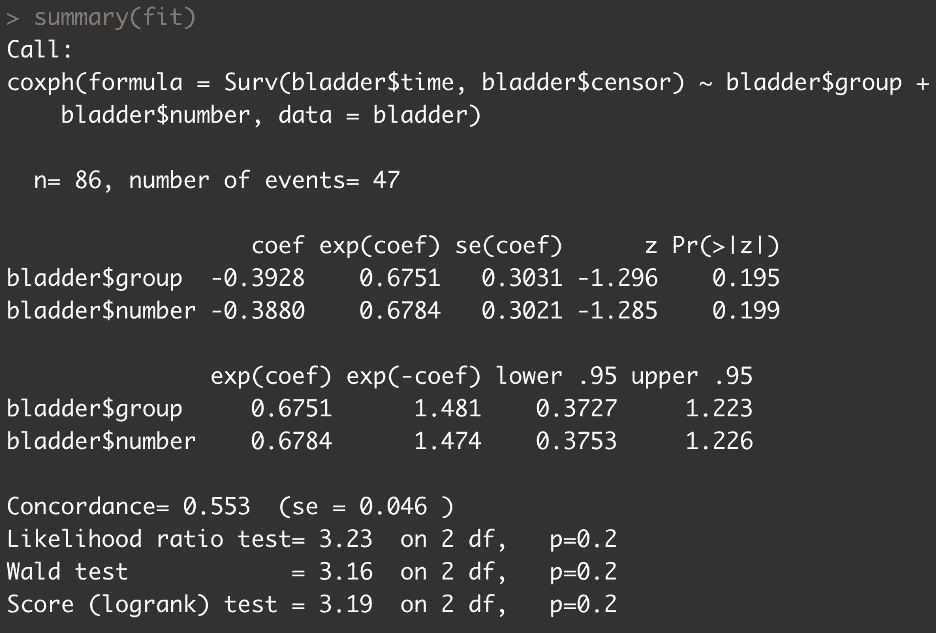 > summary(fit)
Call:
coxph(formula = Surv(bladder$time, bladder$censor) ~ bladder$group +
    bladder$number, data = bladder)

  n= 86, number of events= 47

                  coef exp(coef) se(coef)      z Pr(>|z|)
bladder$group  -0.3928    0.6751   0.3031 -1.296    0.195
bladder$number -0.3880    0.6784   0.3021 -1.285    0.199

               exp(coef) exp(-coef) lower .95 upper .95
bladder$group     0.6751      1.481    0.3727     1.223
bladder$number    0.6784      1.474    0.3753     1.226

Concordance= 0.553  (se = 0.046 )
Likelihood ratio test= 3.23  on 2 df,   p=0.2
Wald test            = 3.16  on 2 df,   p=0.2
Score (logrank) test = 3.19  on 2 df,   p=0.2